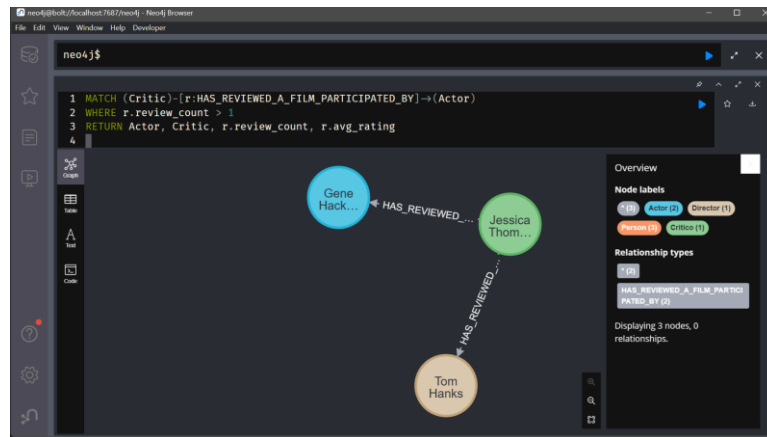 neo4j@bolt://localhost:7687/neo4j - Neo4j Browser
File Edit View Window Help Developer
neo4j$
1 MATCH (Critic)-[r:HAS_REVIEWED_A_FILM_PARTICIPATED_BY]→(Actor)
2 WHERE r.review_count > 1
3 RETURN Actor, Critic, r.review_count, r.avg_rating
4
Graph
Table
A
Text
Code
Gene
Hack...
HAS_REVIEWED_...
Jessica
Thom...
HAS_REVIEWED_...
Tom
Hanks
Overview
Node labels
* (3) Actor (2) Director (1)
Person (3) Critico (1)
Relationship types
* (2)
HAS_REVIEWED_A_FILM_PARTICI
PATED_BY (2)
Displaying 3 nodes, 0
relationships.